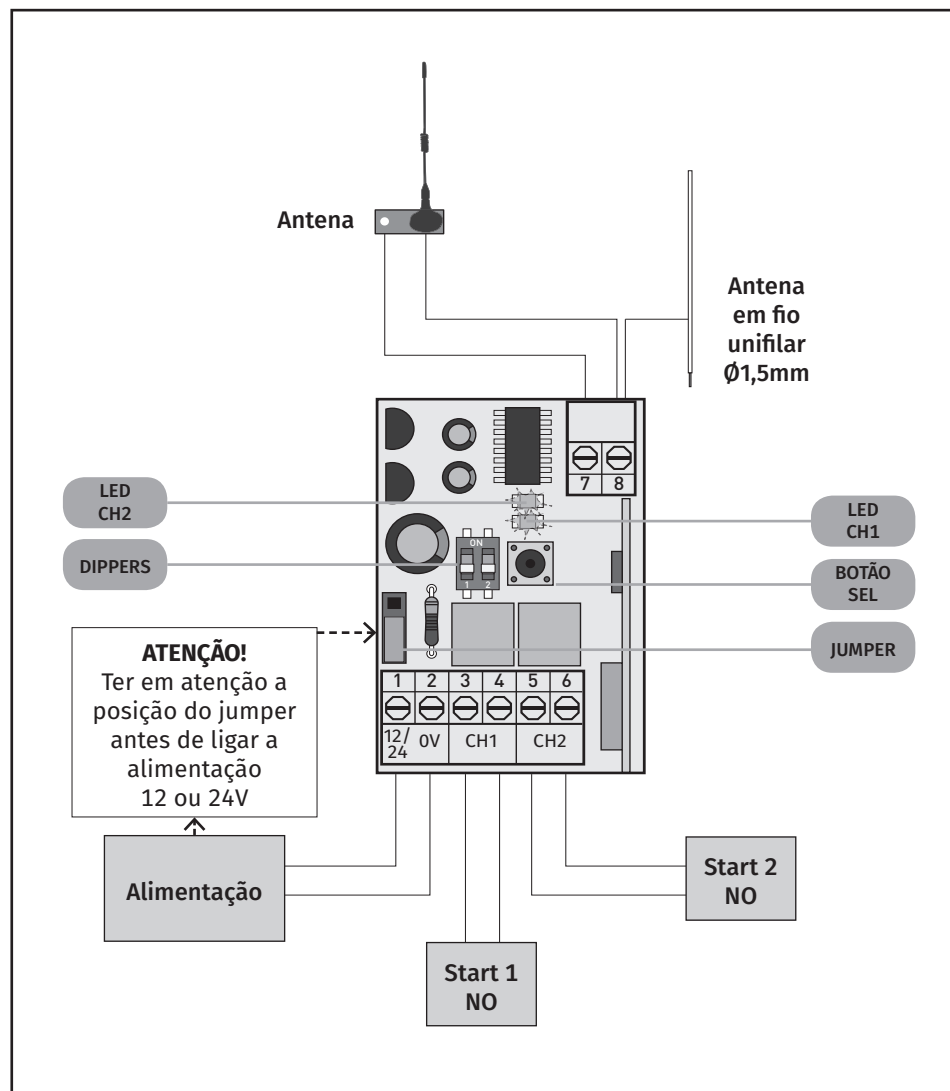 Antena
Antena
em fio
unifilar
Ø1,5mm
7 8
LED
CH2
LED
CH1
DIPPERS
ON
1 2
BOTÃO
SEL
JUMPER
ATENÇÃO!
Ter em atenção a
posição do jumper
antes de ligar a
alimentação
12 ou 24V
1 2 3 4 5 6
12/
24
0V
CH1
CH2
Alimentação
Start 2
NO
Start 1
NO